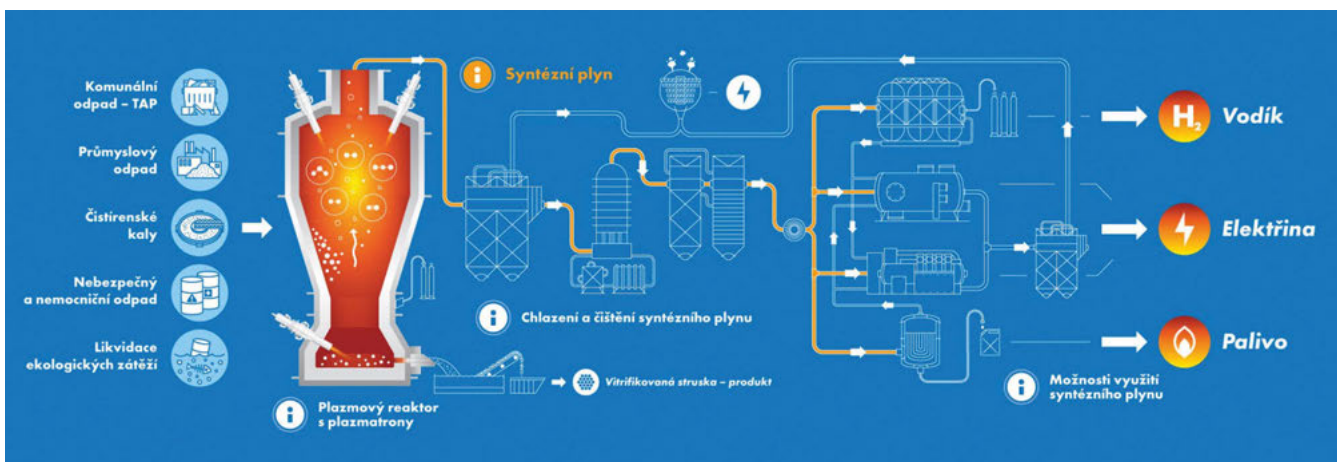 Komunální
odpad – TAP
Průmyslový
odpad
Čistírenské
kaly
Nebezpečný
a nemocniční odpad
Likvidace
ekologických zátěží
i
Plazmový reaktor
s plazmatrony
i
Syntézní plyn
i
Chlazení a čištění syntézního plynu
Vitrifikovaná struska – produkt
i
Možnosti využití
syntézního plynu
H2
Vodík
Elektřina
Palivo